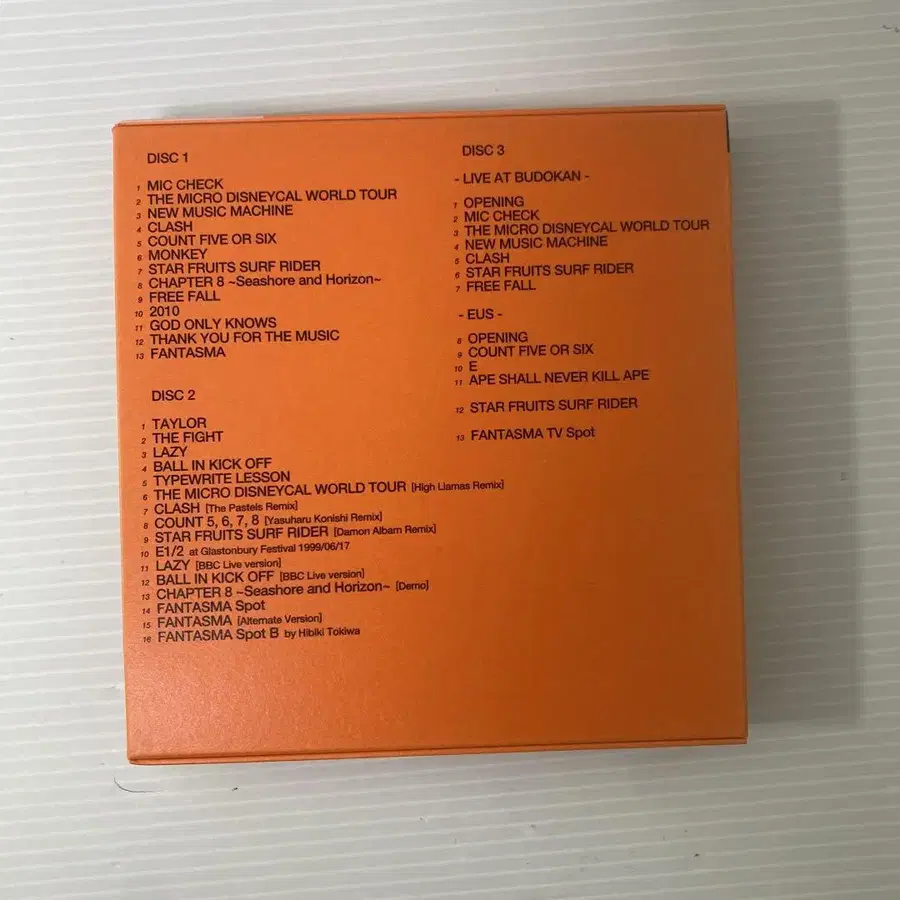 DISC 1
1 MIC CHECK
2 THE MICRO DISNEYCAL WORLD TOUR
3 NEW MUSIC MACHINE
4 CLASH
5 COUNT FIVE OR SIX
6 MONKEY
7 STAR FRUITS SURF RIDER
8 CHAPTER 8 ~Seashore and Horizon~
9 FREE FALL
10 2010
11 GOD ONLY KNOWS
12 THANK YOU FOR THE MUSIC
13 FANTASMA
DISC 2
1 TAYLOR
2 THE FIGHT
3 LAZY
4 BALL IN KICK OFF
5 TYPEWRITE LESSON
6 THE MICRO DISNEYCAL WORLD TOUR [High Llamas Remix]
7 CLASH [The Pastels Remix]
8 COUNT 5, 6, 7, 8 [Yasuharu Konishi Remix]
9 STAR FRUITS SURF RIDER [Damon Albarn Remix]
10 E1/2 at Glastonbury Festival 1999/06/17
11 LAZY [BBC Live version]
12 BALL IN KICK OFF [BBC Live version]
13 CHAPTER 8 ~Seashore and Horizon~ [Demo]
14 FANTASMA Spot
15 FANTASMA [Alternate Version]
16 FANTASMA Spot B by Hibiki Tokiwa
DISC 3
- LIVE AT BUDOKAN -
1 OPENING
2 MIC CHECK
3 THE MICRO DISNEYCAL WORLD TOUR
4 NEW MUSIC MACHINE
5 CLASH
6 STAR FRUITS SURF RIDER
7 FREE FALL
- EUS -
8 OPENING
9 COUNT FIVE OR SIX
10 E
11 APE SHALL NEVER KILL APE
12 STAR FRUITS SURF RIDER
13 FANTASMA TV Spot